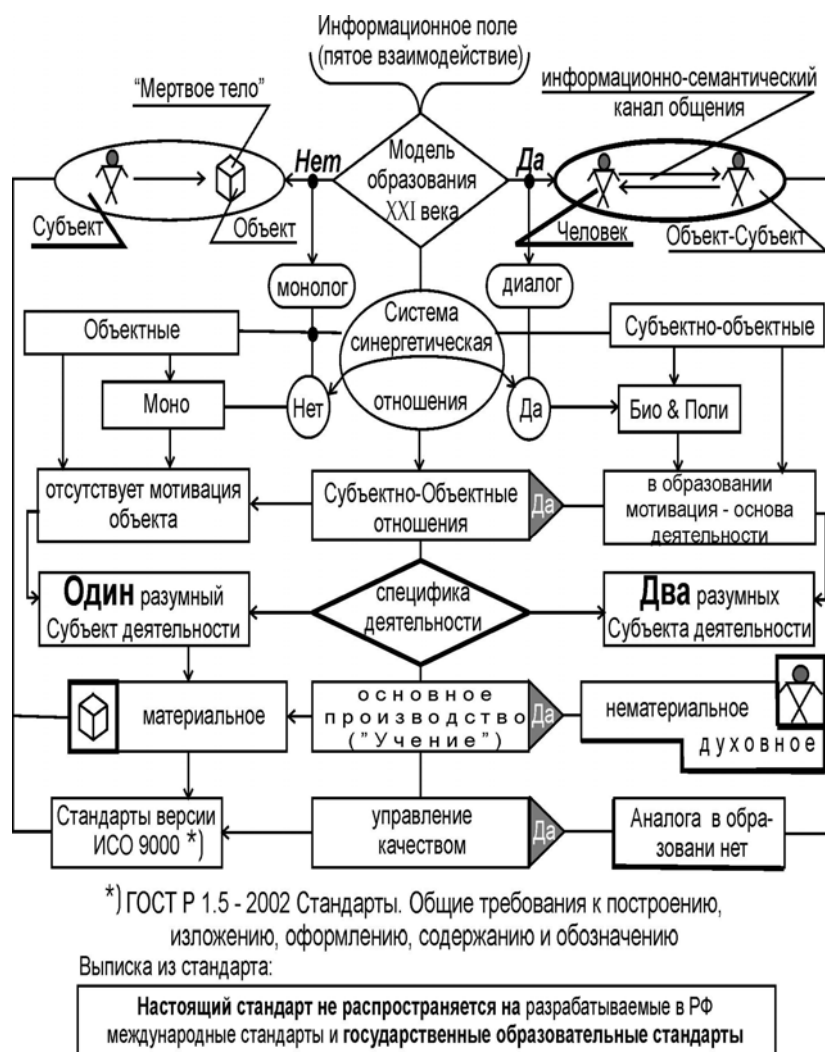 Информационное поле
(пятое взаимодействие)
“Мертвое тело”
информационно-семантический
канал общения
Нет
Модель
образования
XXI века
Да
Субъект
Объект
Человек
Объект-Субъект
монолог
диалог
Объектные
Система
синергетическая
Субъектно-объектные
Моно
Нет
отношения
Да
Био & Поли
отсутствует мотивация
объекта
Субъектно-Объектные
отношения
Да
в образовании
мотивация - основа
деятельности
Один разумный
Субъект деятельности
специфика
деятельности
Два разумных
Субъекта деятельности
материальное
основное
производство
("Учение")
Да
нематериальное
духовное
Стандарты версии
ИСО 9000 *)
управление
качеством
Да
Аналога в обра-
зовани нет
*) ГОСТ Р 1.5 - 2002 Стандарты. Общие требования к построению,
изложению, оформлению, содержанию и обозначению
Выписка из стандарта:
Настоящий стандарт не распространяется на разрабатываемые в РФ
международные стандарты и государственные образовательные стандарты